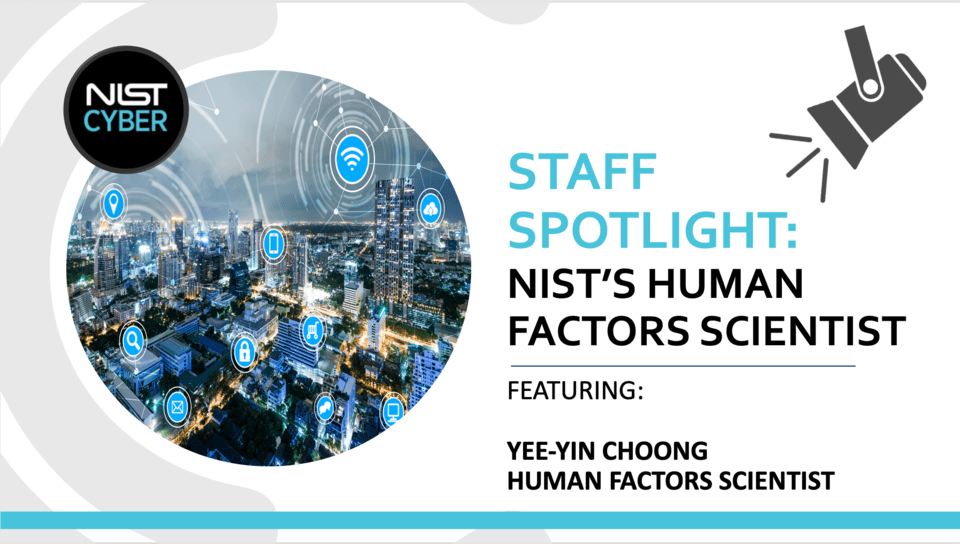 NIST
CYBER
STAFF
SPOTLIGHT:
NIST’S HUMAN
FACTORS SCIENTIST
FEATURING:
YEE-YIN CHOONG
HUMAN FACTORS SCIENTIST